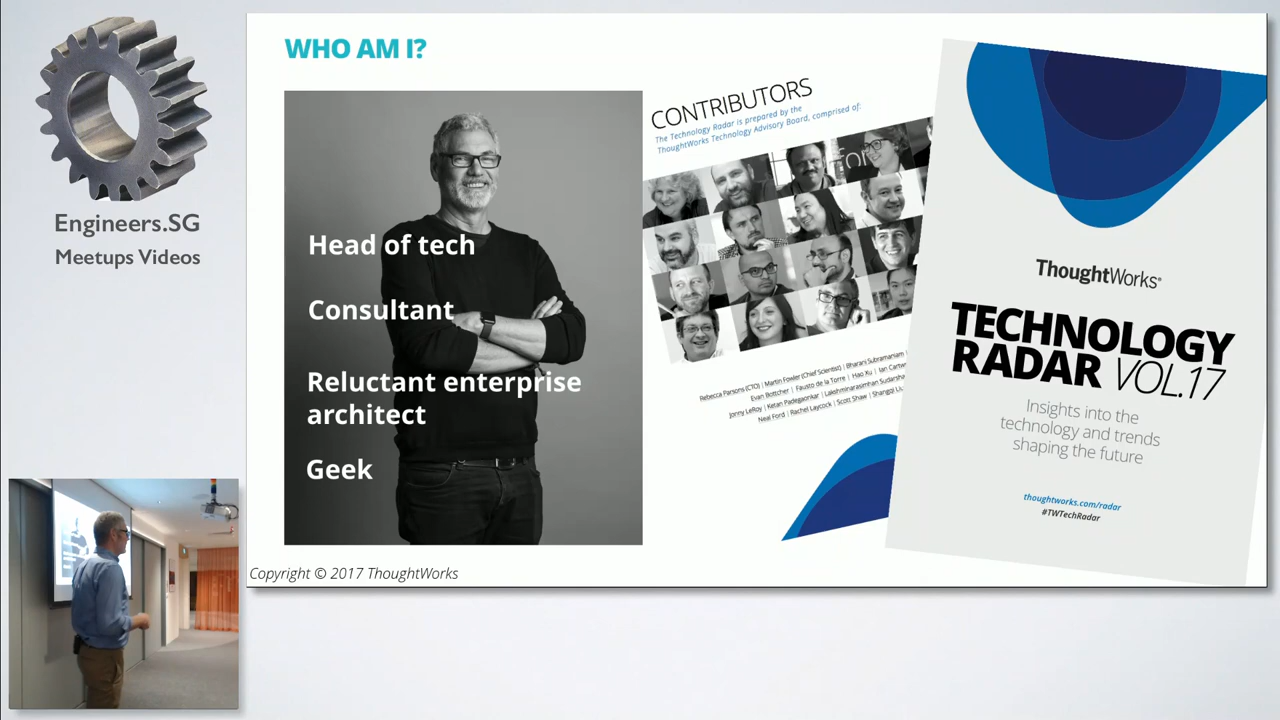 Engineers.SG
Meetups Videos
WHO AM I?
Head of tech
Consultant
Reluctant enterprise
architect
Geek
CONTRIBUTORS
The Technology Radar is prepared by the
ThoughtWorks Technology Advisory Board, comprised of:
Rebecca Parsons (CTO) | Martin Fowler (Chief Scientist) | Bharani Subramaniam |
Evan Bottcher | Fausto de la Torre | Hao Xu | Ian Cartw
Jonny LeRoy | Ketan Padegaonkar | Lakshminarasimhan Sudarsha
Neal Ford | Rachel Laycock | Scott Shaw | Shangqi Liu
ThoughtWorks®
TECHNOLOGY
RADAR VOL.17
Insights into the
technology and trends
shaping the future
thoughtworks.com/radar
#TWTechRadar
Copyright © 2017 ThoughtWorks